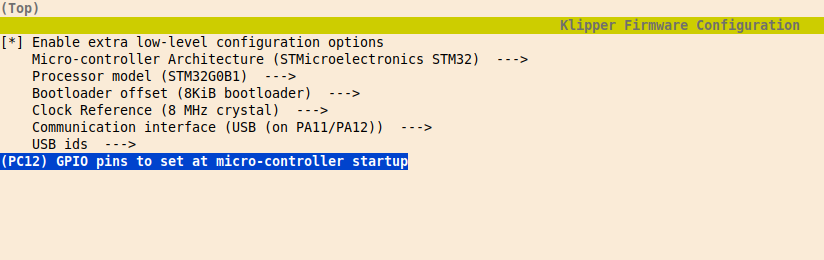 (Top)
Klipper Firmware Configuration
[*] Enable extra low-level configuration options
Micro-controller Architecture (STMicroelectronics STM32)  --->
Processor model (STM32G0B1)  --->
Bootloader offset (8KiB bootloader)  --->
Clock Reference (8 MHz crystal)  --->
Communication interface (USB (on PA11/PA12))  --->
USB ids  --->
(PC12) GPIO pins to set at micro-controller startup